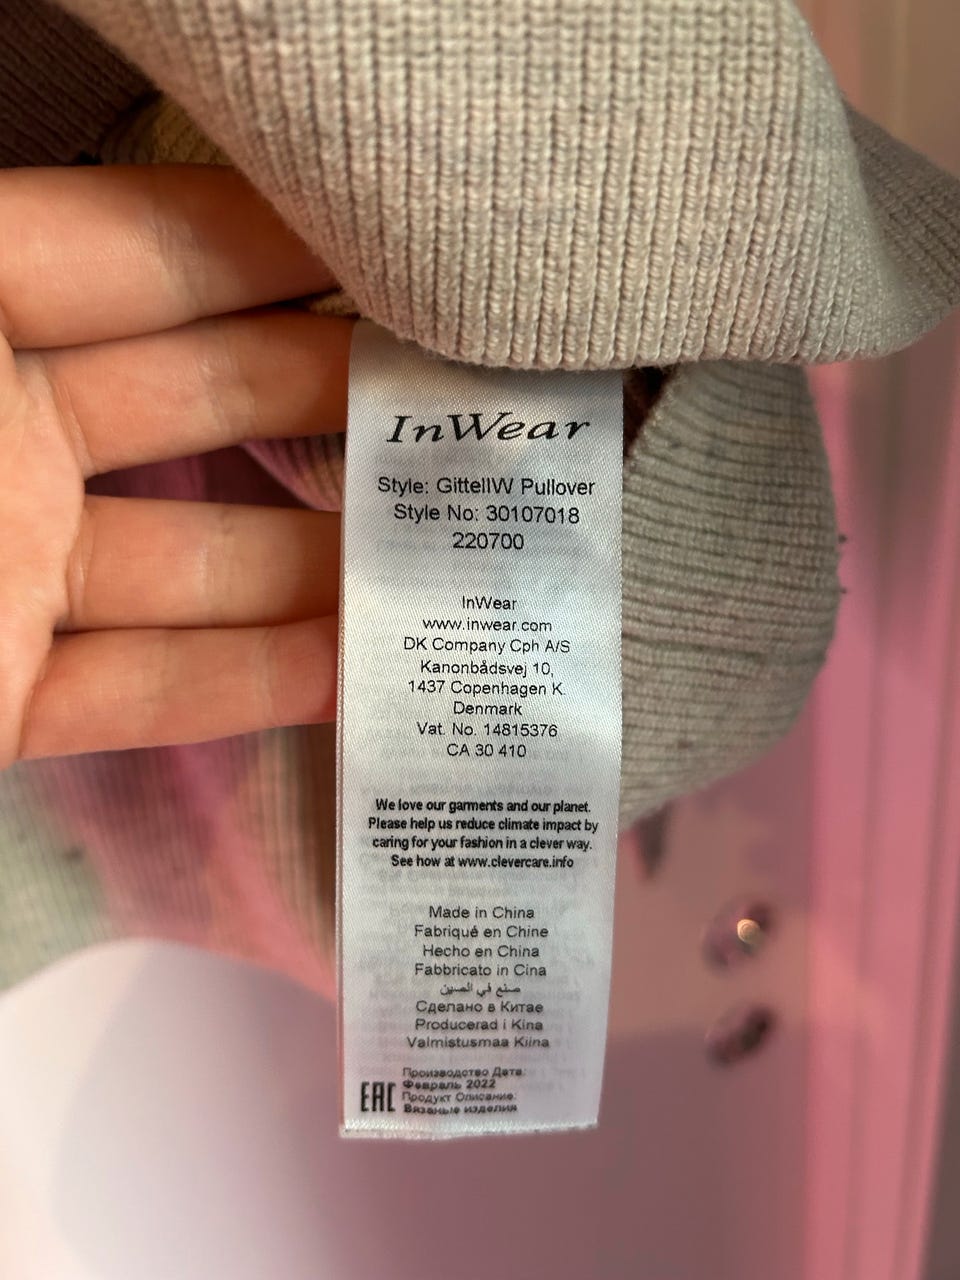 InWear
Style: GittelIW Pullover
Style No: 30107018
220700
InWear
www.inwear.com
DK Company Cph A/S
Kanonbådsvej 10,
1437 Copenhagen K.
Denmark
Vat. No. 14815376
CA 30 410
We love our garments and our planet.
Please help us reduce climate impact by
caring for your fashion in a clever way.
See how at www.clevercare.info
Made in China
Fabriqué en Chine
Hecho en China
Fabbricato in Cina
صنع في الصين
Сделано в Китае
Producerad i Kina
Valmistusmaa Kiina
Производство Дата:
Февраль 2022
EAC Продукт Описание:
Вязаные изделия